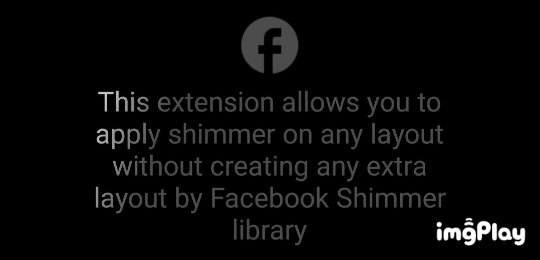 This extension allows you to
apply shimmer on any layout
without creating any extra
layout by Facebook Shimmer
library
imgPlay